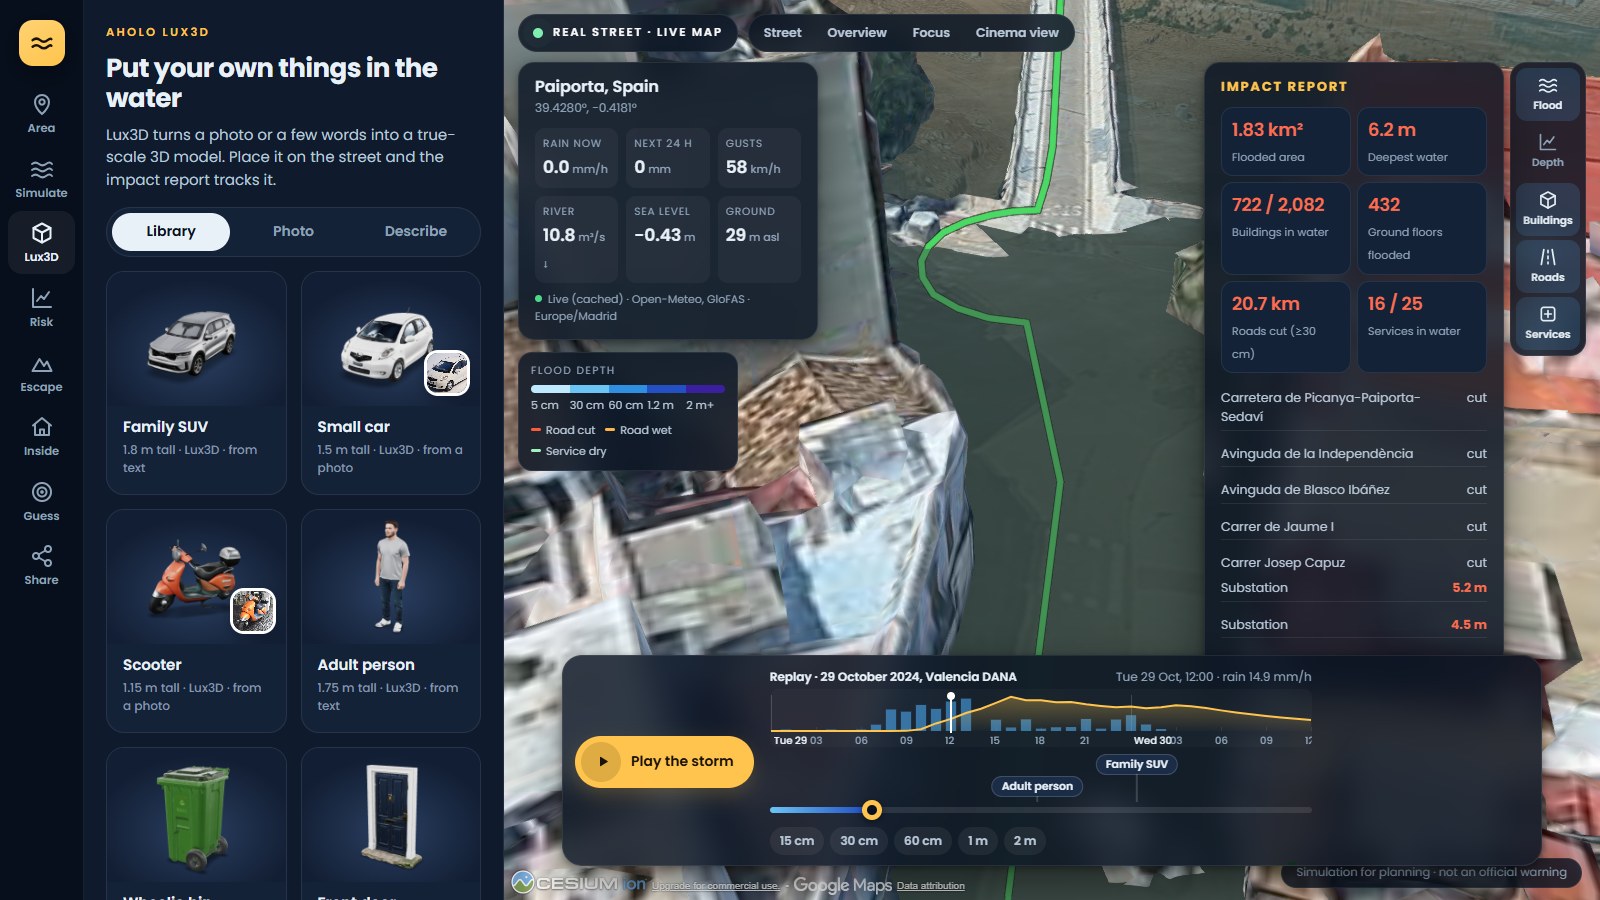 AHOLO LUX3D
Put your own things in the
water
Lux3D turns a photo or a few words into a true-
scale 3D model. Place it on the street and the
impact report tracks it.
Library
Photo
Describe
Family SUV
1.8 m tall · Lux3D · from
text
Small car
1.5 m tall · Lux3D · from a
photo
Scooter
1.15 m tall · Lux3D · from
a photo
Adult person
1.75 m tall · Lux3D · from
text
Area
Simulate
Lux3D
Risk
Escape
Inside
Guess
Share
REAL STREET · LIVE MAP
Street
Overview
Focus
Cinema view
Paiporta, Spain
39.4280°, −0.4181°
RAIN NOW
0.0 mm/h
NEXT 24 H
0 mm
GUSTS
58 km/h
RIVER
10.8 m³/s
↓
SEA LEVEL
−0.43 m
GROUND
29 m asl
Live (cached) · Open-Meteo, GloFAS ·
Europe/Madrid
FLOOD DEPTH
5 cm 30 cm 60 cm 1.2 m 2 m+
Road cut
Road wet
Service dry
IMPACT REPORT
1.83 km²
Flooded area
6.2 m
Deepest water
722 / 2,082
Buildings in water
432
Ground floors
flooded
20.7 km
Roads cut (≥30
cm)
16 / 25
Services in water
Carretera de Picanya-Paiporta-
Sedaví
cut
Avinguda de la Independència cut
Avinguda de Blasco Ibáñez cut
Carrer de Jaume I cut
Carrer Josep Capuz cut
Substation 5.2 m
Substation 4.5 m
Flood
Depth
Buildings
Roads
Services
Play the storm
Replay · 29 October 2024, Valencia DANA
Tue 29 Oct, 12:00 · rain 14.9 mm/h
Tue 29 03 06 09 12 15 18 21 Wed 30 03 06 09
Family SUV
Adult person
15 cm
30 cm
60 cm
1 m
2 m
CESIUM ion Upgrade for commercial use. · Google Maps Data attribution
Simulation for planning · not an official warning